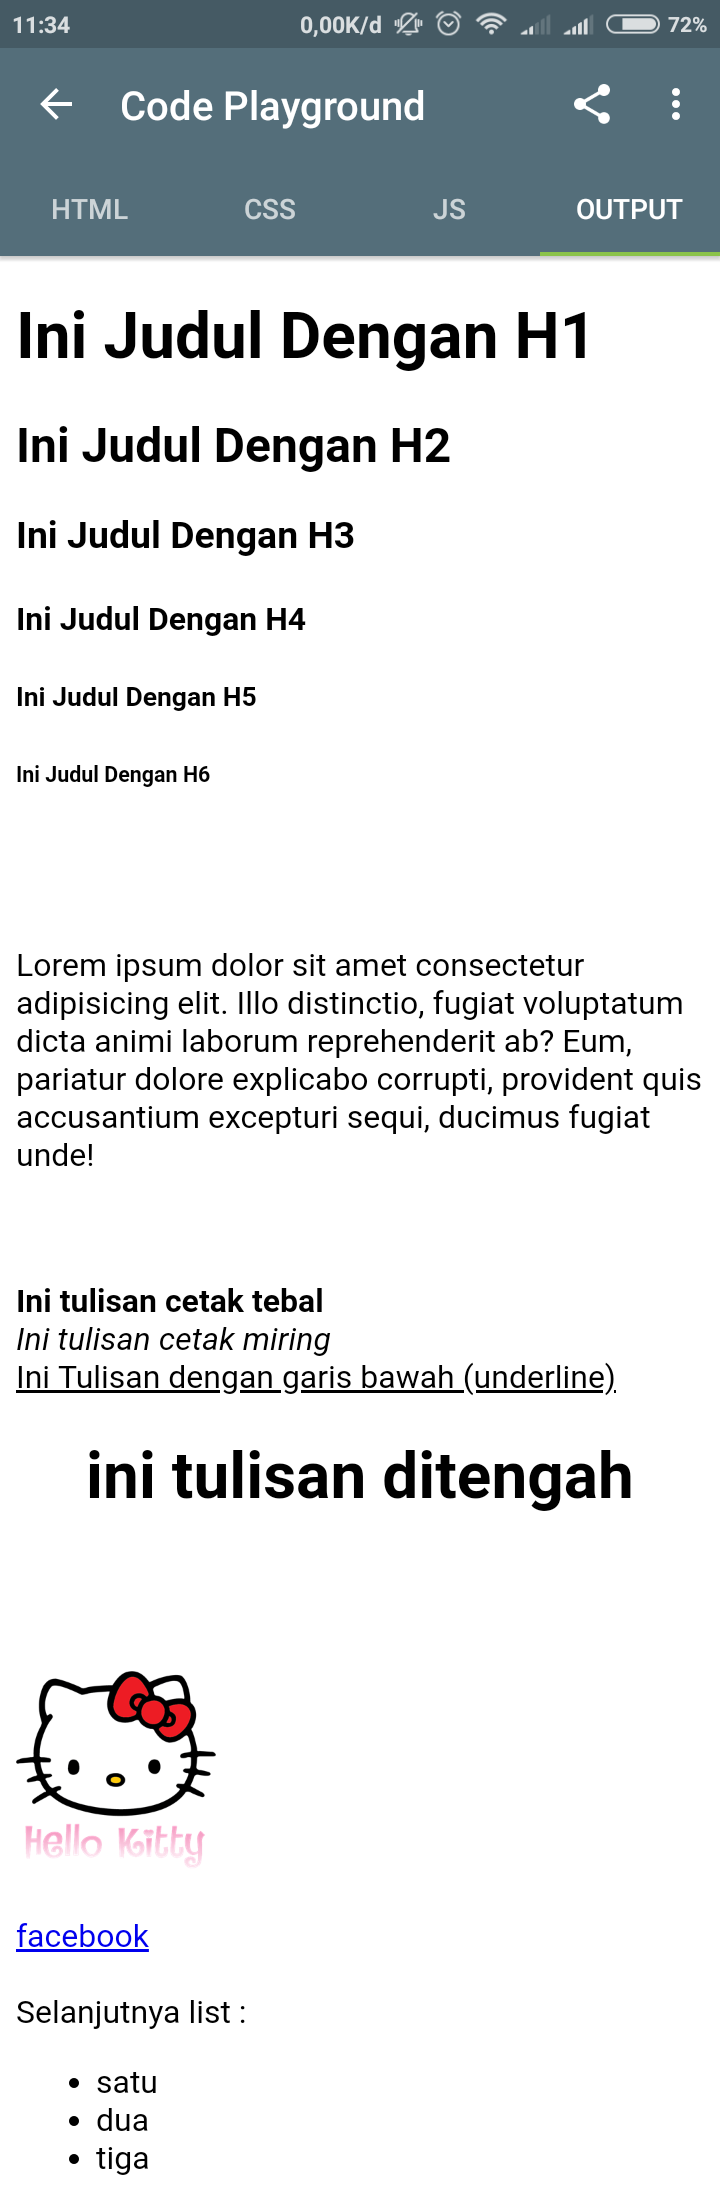 11:34
0,00K/d
72%
Code Playground
HTML
CSS
JS
OUTPUT
Ini Judul Dengan H1
Ini Judul Dengan H2
Ini Judul Dengan H3
Ini Judul Dengan H4
Ini Judul Dengan H5
Ini Judul Dengan H6
Lorem ipsum dolor sit amet consectetur
adipisicing elit. Illo distinctio, fugiat voluptatum
dicta animi laborum reprehenderit ab? Eum,
pariatur dolore explicabo corrupti, provident quis
accusantium excepturi sequi, ducimus fugiat
unde!
Ini tulisan cetak tebal
Ini tulisan cetak miring
Ini Tulisan dengan garis bawah (underline)
ini tulisan ditengah
Hello Kitty
facebook
Selanjutnya list :
• satu
• dua
• tiga